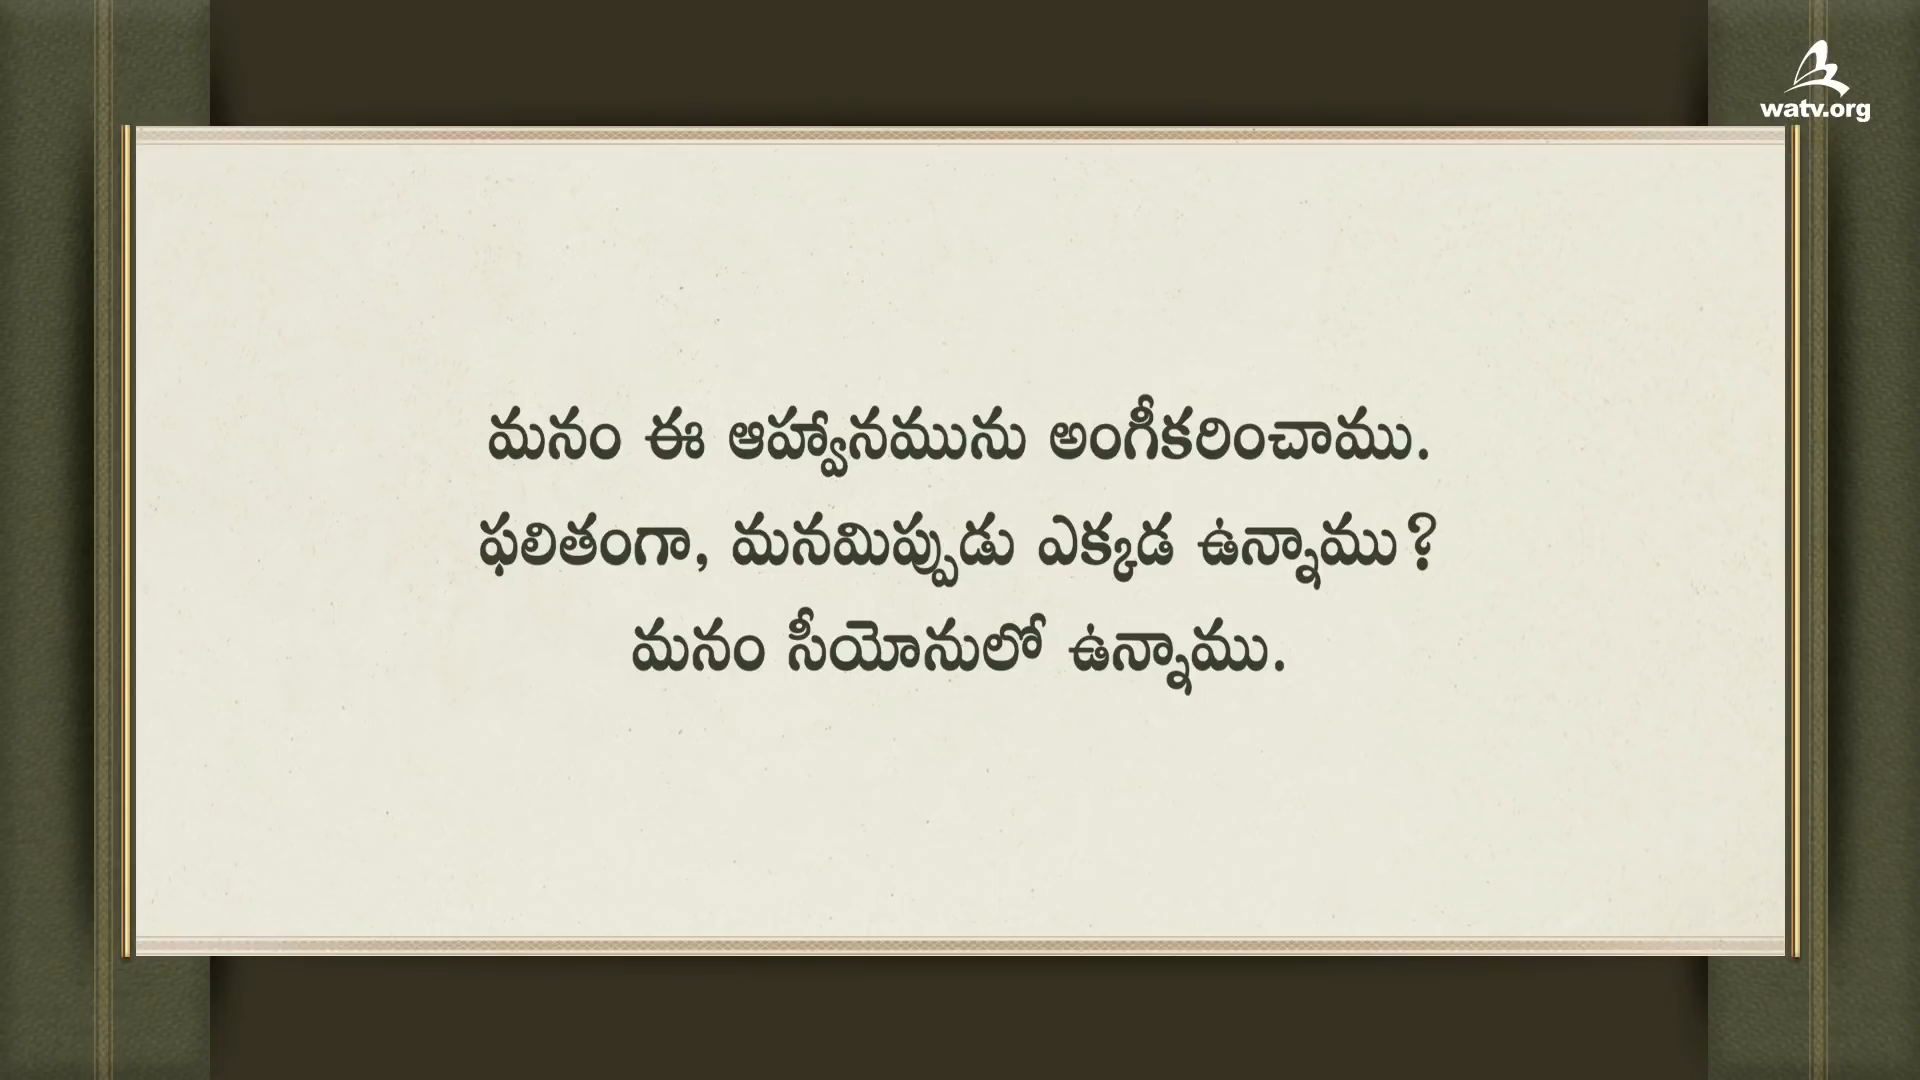 watv.org
మనం ఈ ఆహ్వానమును అంగీకరించాము.
ఫలితంగా, మనమిప్పుడు ఎక్కడ ఉన్నాము?
మనం సీయోనులో ఉన్నాము.